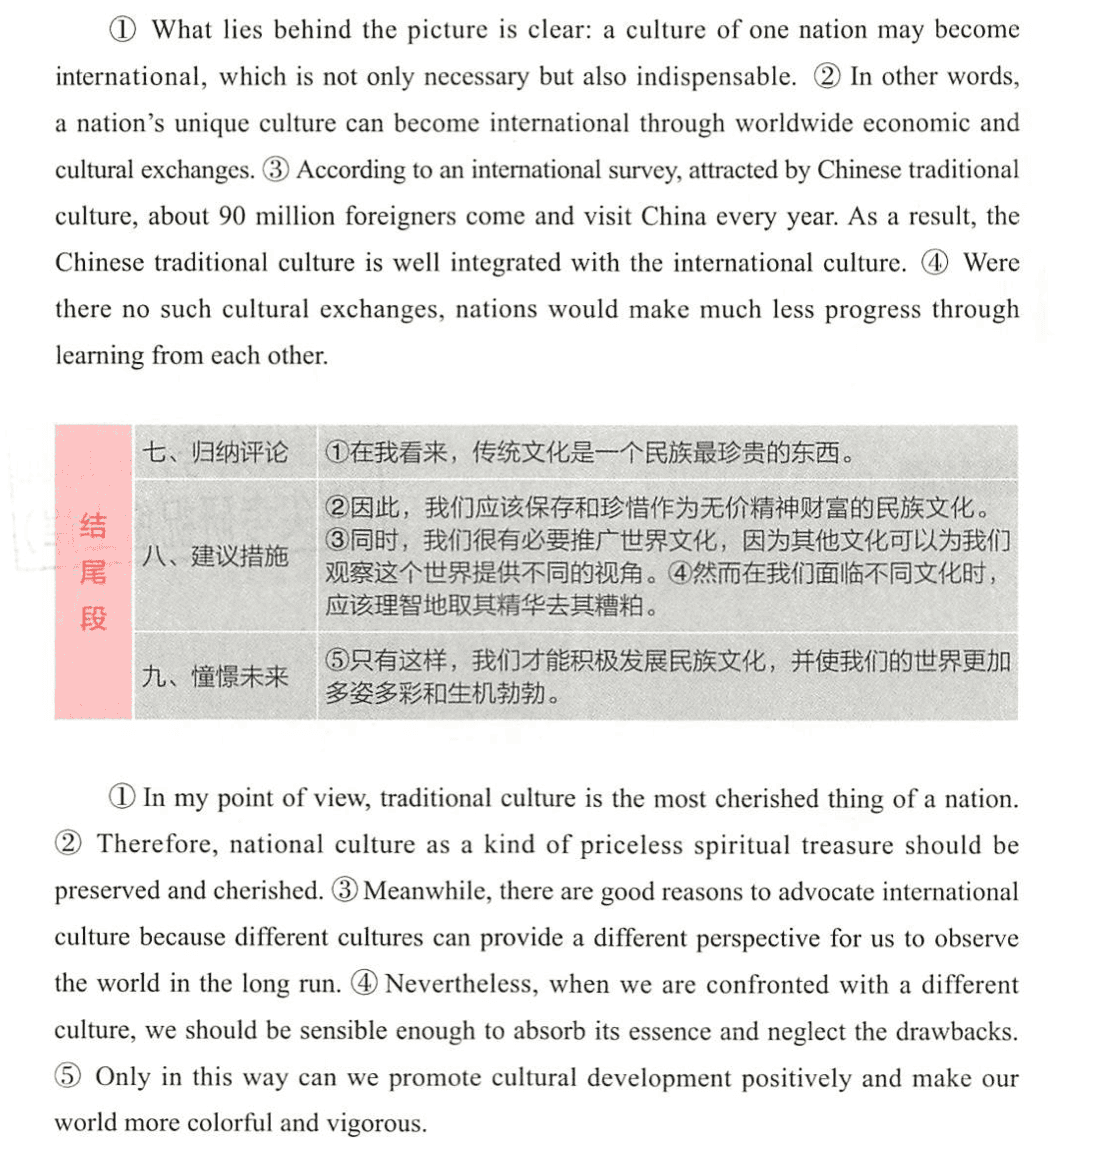 ① What lies behind the picture is clear: a culture of one nation may become
international, which is not only necessary but also indispensable. ② In other words,
a nation's unique culture can become international through worldwide economic and
cultural exchanges. ③ According to an international survey, attracted by Chinese traditional
culture, about 90 million foreigners come and visit China every year. As a result, the
Chinese traditional culture is well integrated with the international culture. ④ Were
there no such cultural exchanges, nations would make much less progress through
learning from each other.
结尾段
七、归纳评论
①在我看来，传统文化是一个民族最珍贵的东西。
八、建议措施
②因此，我们应该保存和珍惜作为无价精神财富的民族文化。
③同时，我们很有必要推广世界文化，因为其他文化可以为我们
观察这个世界提供不同的视角。④然而在我们面临不同文化时，
应该理智地取其精华去其糟粕。
九、憧憬未来
⑤只有这样，我们才能积极发展民族文化，并使我们的世界更加
多姿多彩和生机勃勃。
① In my point of view, traditional culture is the most cherished thing of a nation.
② Therefore, national culture as a kind of priceless spiritual treasure should be
preserved and cherished. ③ Meanwhile, there are good reasons to advocate international
culture because different cultures can provide a different perspective for us to observe
the world in the long run. ④ Nevertheless, when we are confronted with a different
culture, we should be sensible enough to absorb its essence and neglect the drawbacks.
⑤ Only in this way can we promote cultural development positively and make our
world more colorful and vigorous.